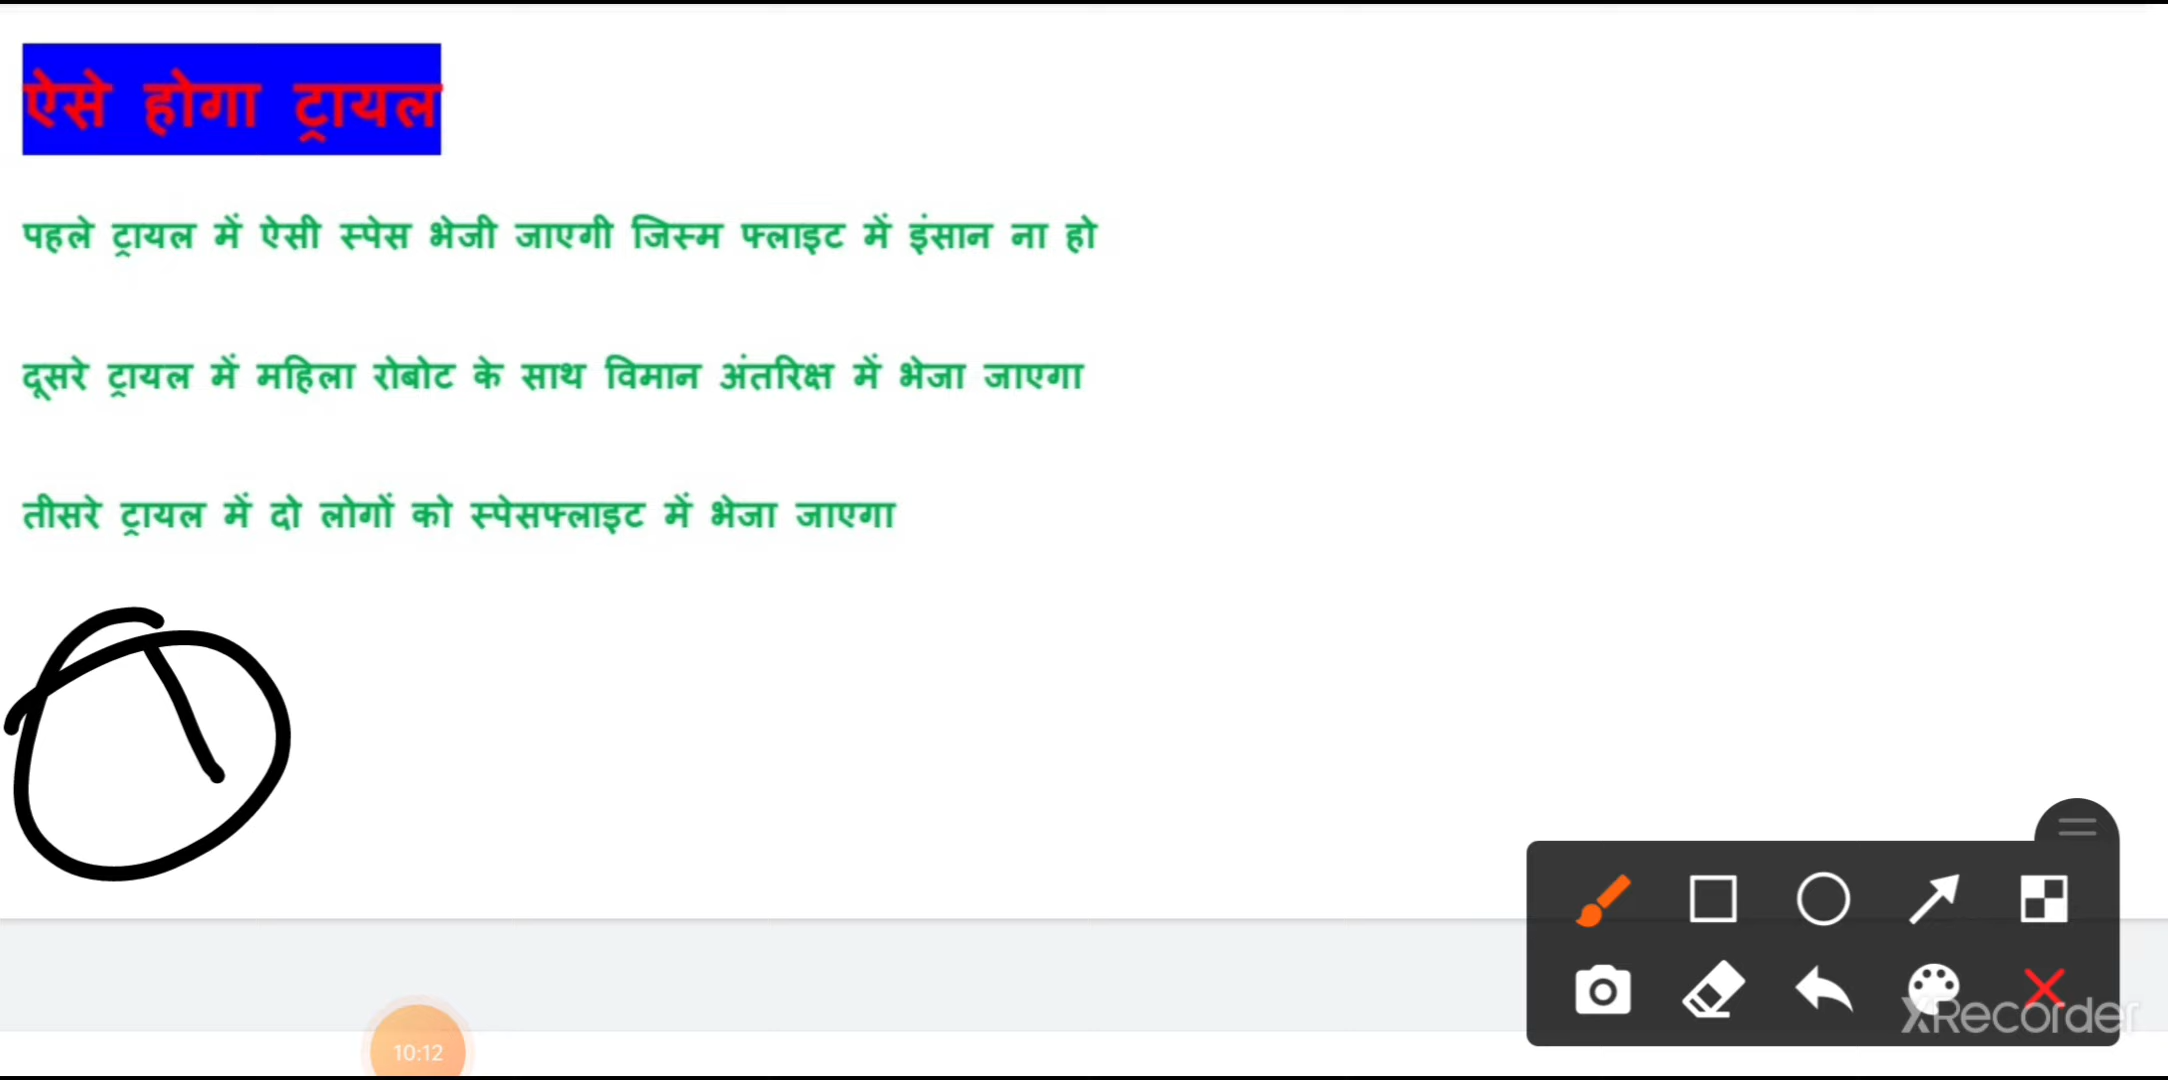 ऐसे होगा ट्रायल
पहले ट्रायल में ऐसी स्पेस भेजी जाएगी जिस्म फ्लाइट में इंसान ना हो
दूसरे ट्रायल में महिला रोबोट के साथ विमान अंतरिक्ष में भेजा जाएगा
तीसरे ट्रायल में दो लोगों को स्पेसफ्लाइट में भेजा जाएगा
XRecorder
10:12